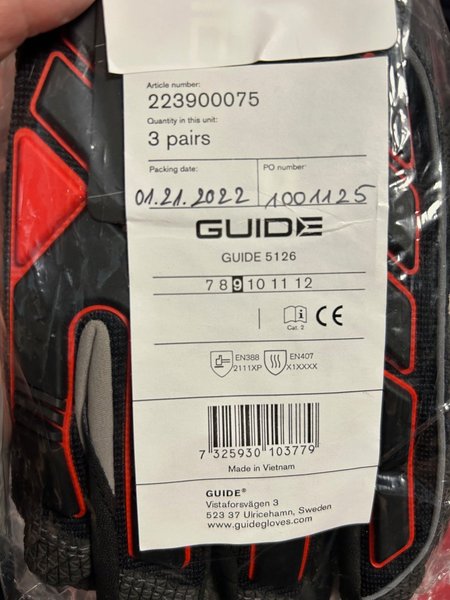 Article number:
223900075
Quantity in this unit:
3 pairs
Packing date: PO number
01.21.2022 1001125
GUIDE
GUIDE 5126
7 8 9 10 11 12
Cat. 2 CE
EN388 EN407
2111XP X1XXXX
7 325930 103779
Made in Vietnam
GUIDE®
Vistaforsvägen 3
523 37 Ulricehamn, Sweden
www.guidegloves.com